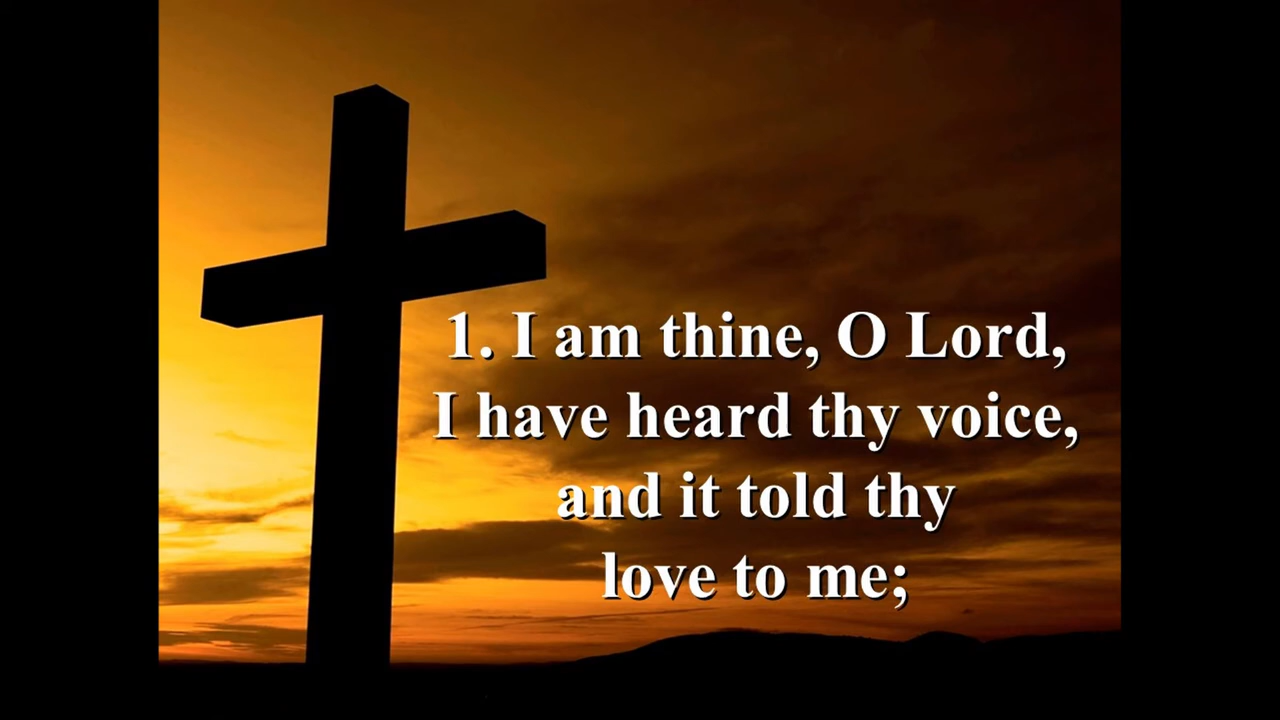 1. I am thine, O Lord,
I have heard thy voice,
and it told thy
love to me;